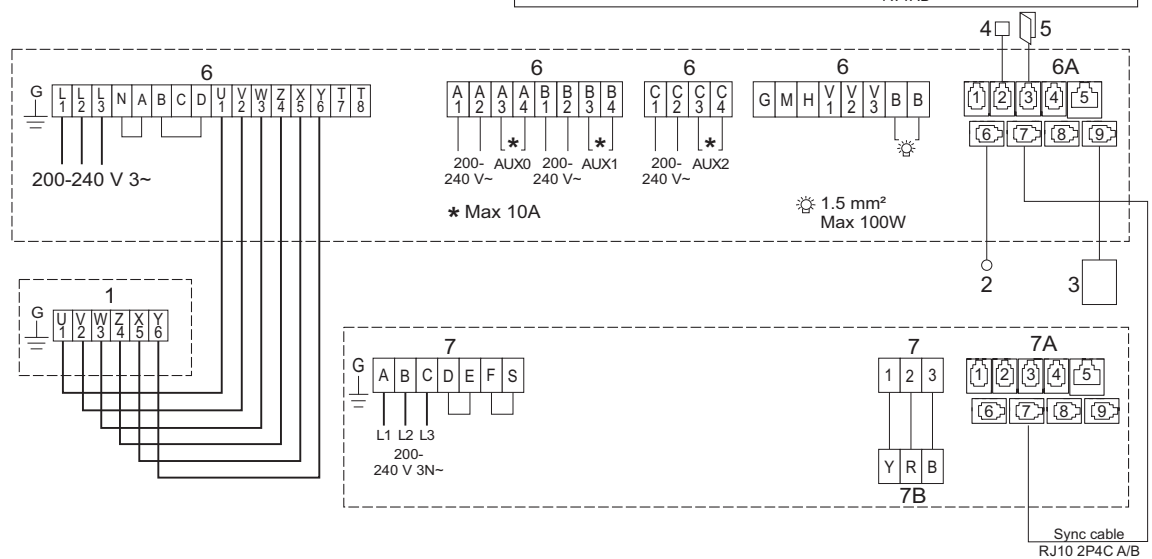 4 5
6 6 6 6 6A
G L1 L2 L3 N A B C D U1 V2 W3 Z4 X5 Y6 T7 T8
A1 A2 A3 A4 B1 B2 B3 B4
C1 C2 C3 C4
G M H V1 V2 V3 B B
1 2 3 4 5
6 7 8 9
200-240 V 3~
200-240 V~ * AUX0 200-240 V~ * AUX1
200-240 V~ * AUX2
* Max 10A
1.5 mm²
Max 100W
2 3
1
G U1 V2 W3 Z4 X5 Y6
7 7 7A
G A B C D E F S
1 2 3
1 2 3 4 5
6 7 8 9
L1 L2 L3
200-
240 V 3N~
Y R B
7B
Sync cable
RJ10 2P4C A/B